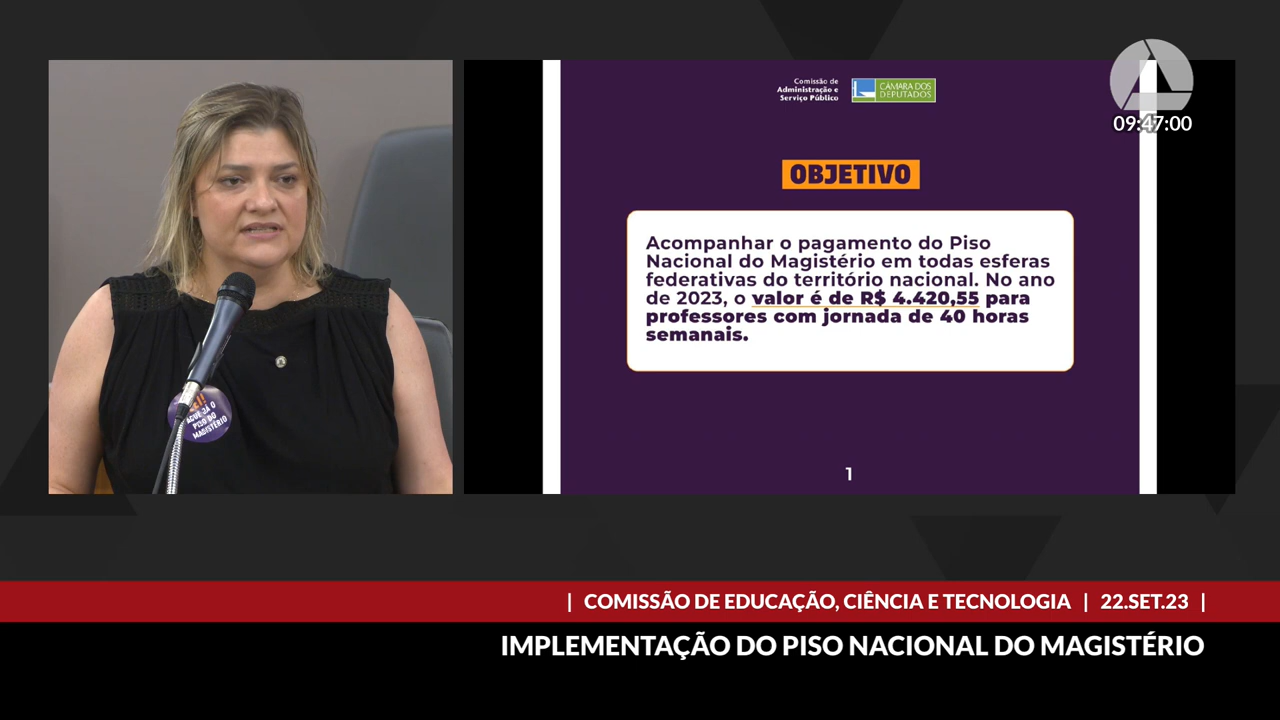 Comissão de
Administração e
Serviço Público
CÂMARA DOS
DEPUTADOS
09:47:00
OBJETIVO
Acompanhar o pagamento do Piso
Nacional do Magistério em todas esferas
federativas do território nacional. No ano
de 2023, o valor é de R$ 4.420,55 para
professores com jornada de 40 horas
semanais.
1
PISO DO
MAGISTÉRIO
| COMISSÃO DE EDUCAÇÃO, CIÊNCIA E TECNOLOGIA | 22.SET.23 |
IMPLEMENTAÇÃO DO PISO NACIONAL DO MAGISTÉRIO